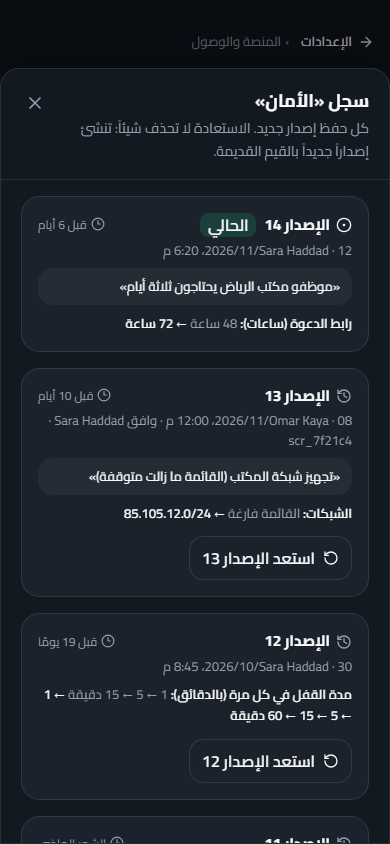 الإعدادات › المنصة والوصول
سجل «الأمان»
كل حفظ إصدار جديد. الاستعادة لا تحذف شيئًا: تنشئ
إصدارًا جديدًا بالقيم القديمة.
الإصدار 14 الحالي قبل 6 أيام
12 · Sara Haddad/2026/11، 6:20 م
«موظفو مكتب الرياض يحتاجون ثلاثة أيام»
رابط الدعوة (ساعات): 48 ساعة ← 72 ساعة
الإصدار 13 قبل 10 أيام
08 · Omar Kaya/2026/11، 12:00 م · وافق Sara Haddad ·
scr_7f21c4
«تجهيز شبكة المكتب (القائمة ما زالت متوقفة)»
الشبكات: القائمة فارغة ← 85.105.12.0/24
استعد الإصدار 13
الإصدار 12 قبل 19 يومًا
30 · Sara Haddad/2026/10، 8:45 م
مدة القفل في كل مرة (بالدقائق): 1 ← 5 ← 15 دقيقة ← 1
← 5 ← 15 ← 60 دقيقة
استعد الإصدار 12